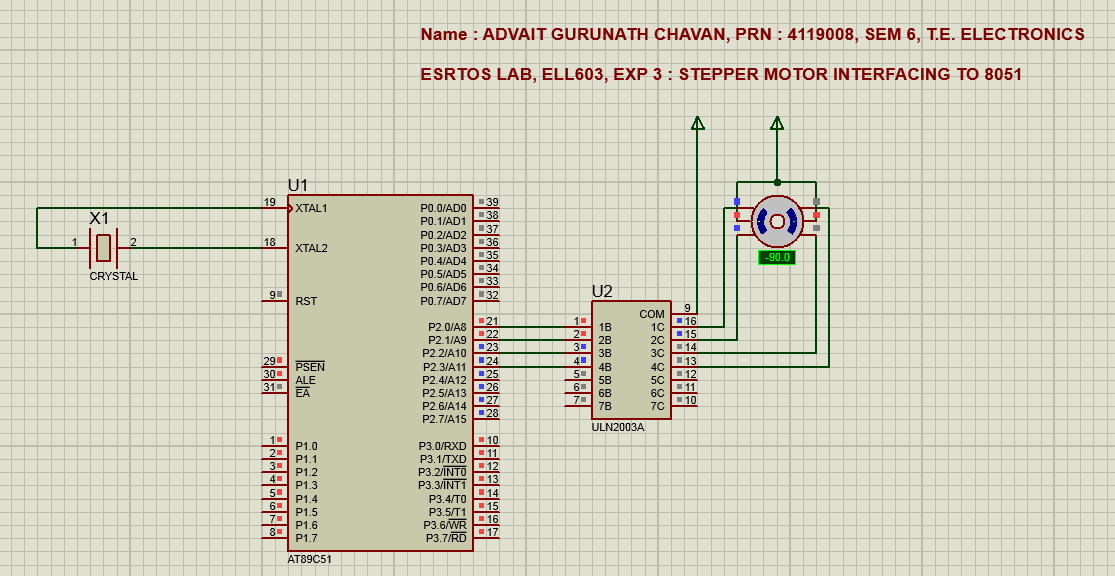 Name : ADVAIT GURUNATH CHAVAN, PRN : 4119008, SEM 6, T.E. ELECTRONICS
ESRTOS LAB, ELL603, EXP 3 : STEPPER MOTOR INTERFACING TO 8051
U1
19 XTAL1 P0.0/AD0 39
P0.1/AD1 38
X1
P0.2/AD2 37
1 2 18 XTAL2 P0.3/AD3 36
P0.4/AD4 35
-90.0
CRYSTAL
P0.5/AD5 34
P0.6/AD6 33
U2
9 RST P0.7/AD7 32
COM 9
P2.0/A8 21 1 1B 1C 16
P2.1/A9 22 2 2B 2C 15
P2.2/A10 23 3 3B 3C 14
29 PSEN P2.3/A11 24 4 4B 4C 13
30 ALE P2.4/A12 25 5 5B 5C 12
31 EA P2.5/A13 26 6 6B 6C 11
P2.6/A14 27 7 7B 7C 10
P2.7/A15 28
ULN2003A
1 P1.0 P3.0/RXD 10
2 P1.1 P3.1/TXD 11
3 P1.2 P3.2/INT0 12
4 P1.3 P3.3/INT1 13
5 P1.4 P3.4/T0 14
6 P1.5 P3.5/T1 15
7 P1.6 P3.6/WR 16
8 P1.7 P3.7/RD 17
AT89C51